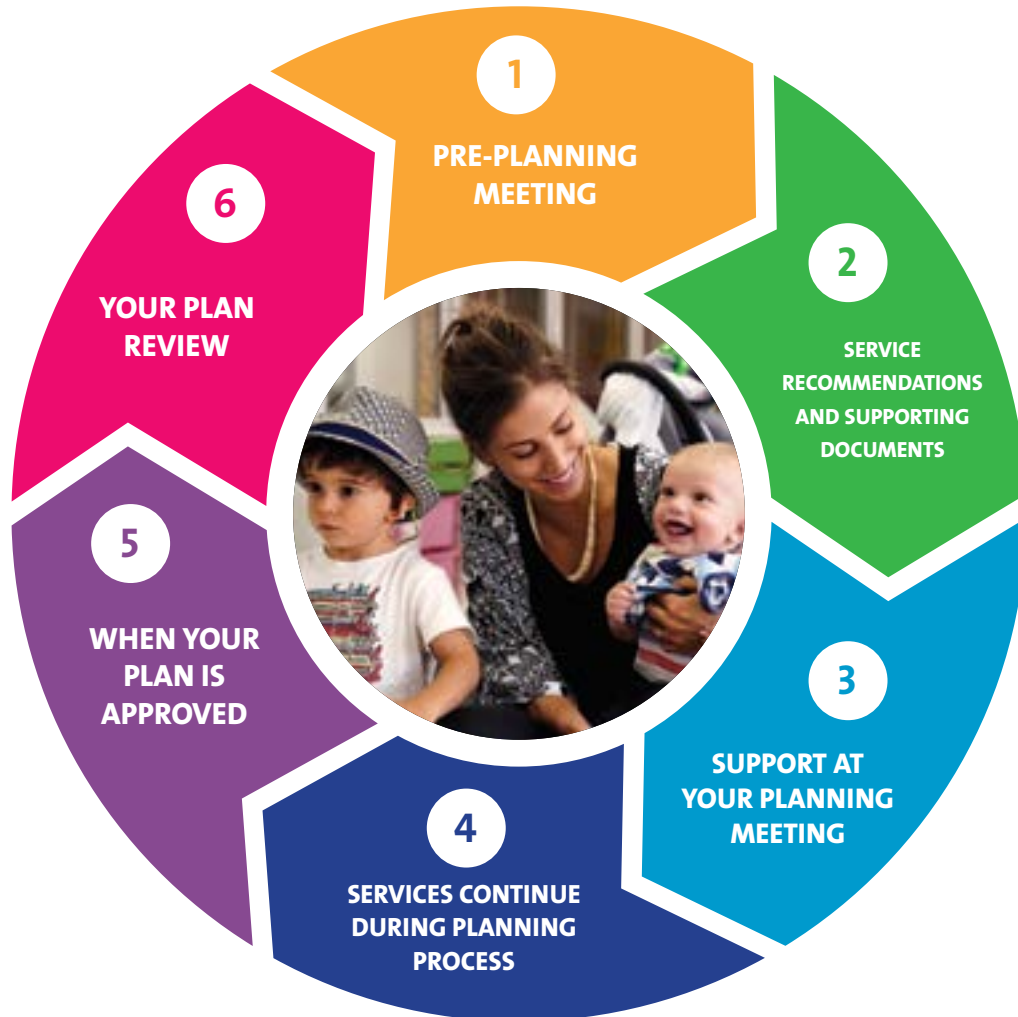 1
PRE-PLANNING
MEETING
2
SERVICE
RECOMMENDATIONS
AND SUPPORTING
DOCUMENTS
3
SUPPORT AT
YOUR PLANNING
MEETING
4
SERVICES CONTINUE
DURING PLANNING
PROCESS
5
WHEN YOUR
PLAN IS
APPROVED
6
YOUR PLAN
REVIEW